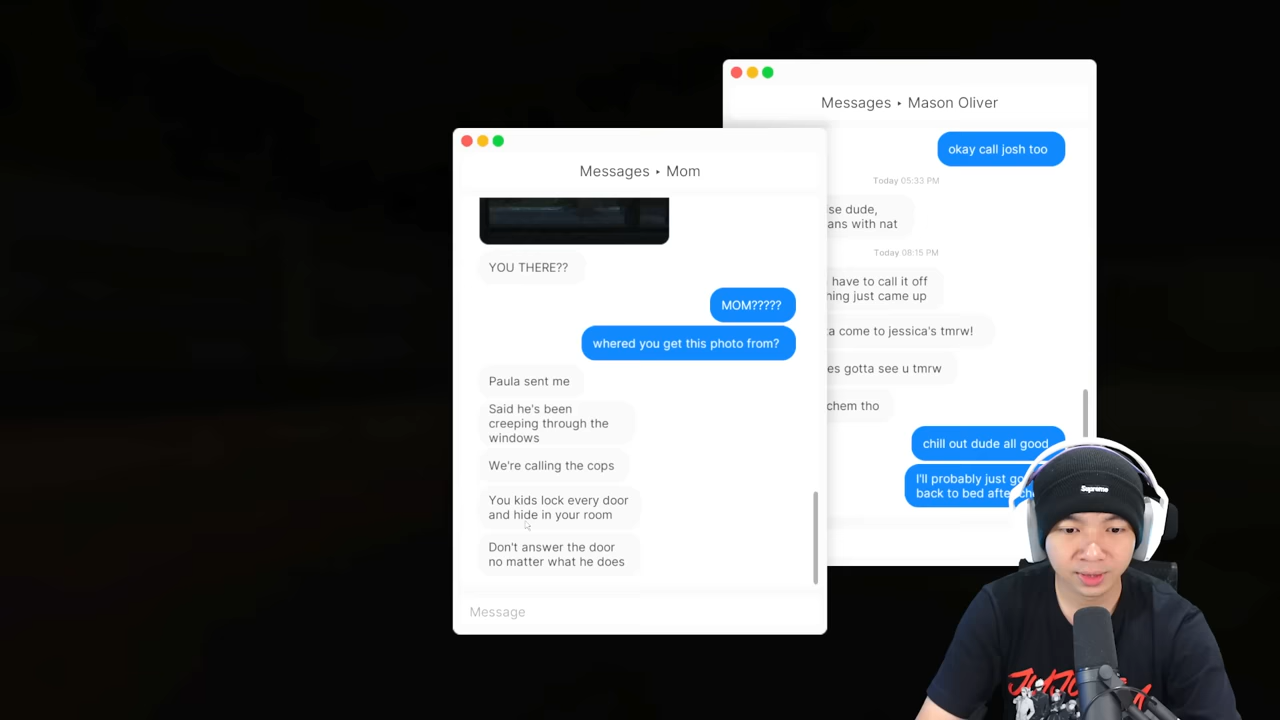 Messages ‣ Mom
YOU THERE??
MOM?????
whered you get this photo from?
Paula sent me
Said he's been
creeping through the
windows
We're calling the cops
You kids lock every door
and hide in your room
Don't answer the door
no matter what he does
Message
Messages ‣ Mason Oliver
okay call josh too
Today 05:33 PM
se dude,
ans with nat
Today 08:15 PM
have to call it off
hing just came up
a come to jessica's tmrw!
es gotta see u tmrw
chem tho
chill out dude all good
I'll probably just go
back to bed after ch
Supreme